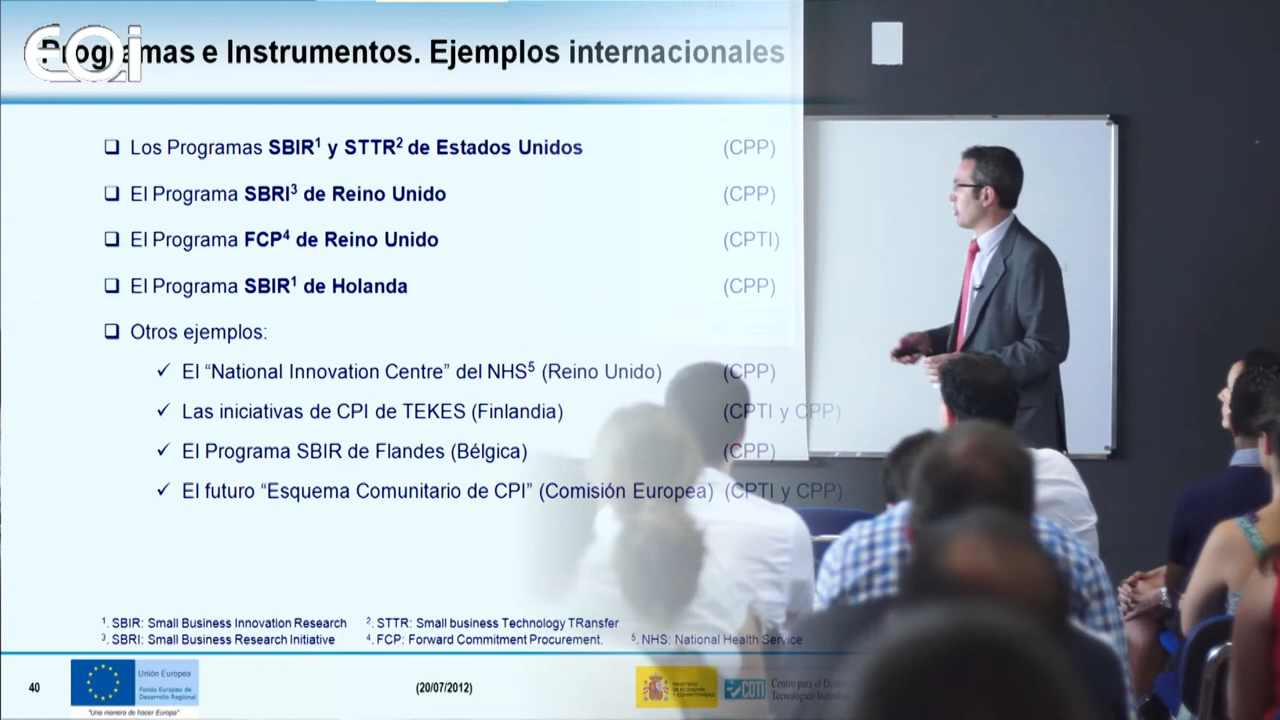 eoi
Programas e Instrumentos. Ejemplos internacionales
❑ Los Programas SBIR¹ y STTR² de Estados Unidos (CPP)
❑ El Programa SBRI³ de Reino Unido (CPP)
❑ El Programa FCP⁴ de Reino Unido (CPTI)
❑ El Programa SBIR¹ de Holanda (CPP)
❑ Otros ejemplos:
✓ El “National Innovation Centre” del NHS⁵ (Reino Unido) (CPP)
✓ Las iniciativas de CPI de TEKES (Finlandia) (CPTI y CPP)
✓ El Programa SBIR de Flandes (Bélgica) (CPP)
✓ El futuro “Esquema Comunitario de CPI” (Comisión Europea) (CPTI y CPP)
¹. SBIR: Small Business Innovation Research ². STTR: Small business Technology TRansfer
³. SBRI: Small Business Research Initiative ⁴. FCP: Forward Commitment Procurement. ⁵. NHS: National Health Service
40
Unión Europea
Fondo Europeo de
Desarrollo Regional
"Una manera de hacer Europa"
(20/07/2012)
MINISTERIO
DE ECONOMÍA
Y COMPETITIVIDAD
CDTI
Centro para el
Tecnológico